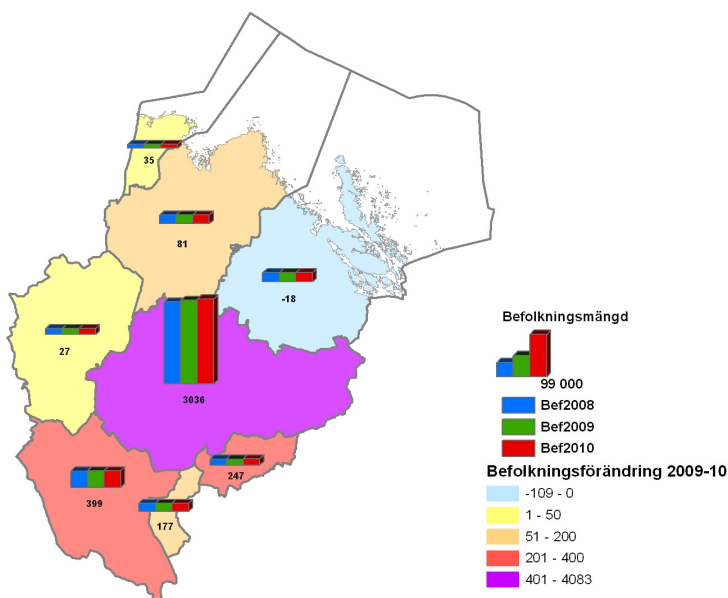 35
81
-18
27
3036
247
399
177
Befolkningsmängd
99 000
Bef2008
Bef2009
Bef2010
Befolkningsförändring 2009-10
-109 - 0
1 - 50
51 - 200
201 - 400
401 - 4083